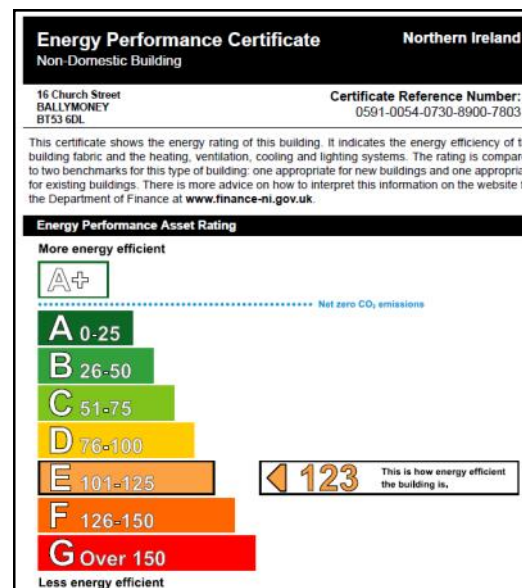 Energy Performance Certificate
Northern Ireland
Non-Domestic Building
16 Church Street
BALLYMONEY
BT53 6DL
Certificate Reference Number:
0591-0054-0730-8900-7803
This certificate shows the energy rating of this building. It indicates the energy efficiency of
building fabric and the heating, ventilation, cooling and lighting systems. The rating is
to two benchmarks for this type of building: one appropriate for new buildings and one
for existing buildings. There is more advice on how to interpret this information on the website
the Department of Finance at www.finance-ni.gov.uk.
Energy Performance Asset Rating
More energy efficient
A+
Net zero CO₂ emissions
A 0-25
B 26-50
C 51-75
D 76-100
E 101-125
123
This is how energy efficient
the building is.
F 126-150
G Over 150
Less energy efficient